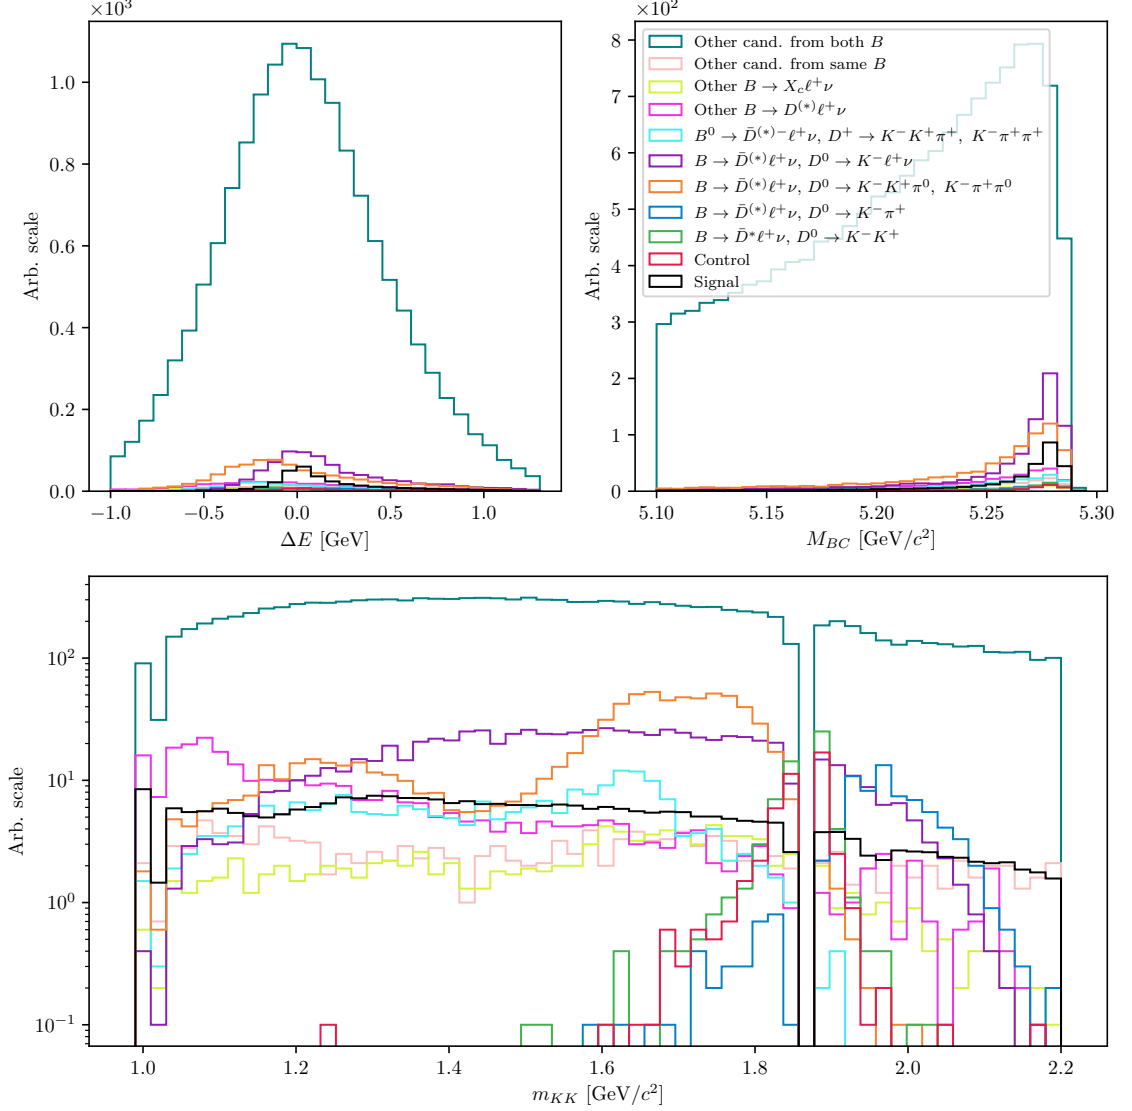 ×10³
1.0
0.8
0.6
0.4
0.2
0.0
Arb. scale
−1.0 −0.5 0.0 0.5 1.0
ΔE [GeV]
×10²
8
7
6
5
4
3
2
1
0
Arb. scale
Other cand. from both B
Other cand. from same B
Other B → X_cℓ⁺ν
Other B → D⁽*⁾ℓ⁺ν
B⁰ → D̄⁽*⁾⁻ℓ⁺ν, D⁺ → K⁻K⁺π⁺, K⁻π⁺π⁺
B → D̄⁽*⁾ℓ⁺ν, D⁰ → K⁻ℓ⁺ν
B → D̄⁽*⁾ℓ⁺ν, D⁰ → K⁻K⁺π⁰, K⁻π⁺π⁰
B → D̄⁽*⁾ℓ⁺ν, D⁰ → K⁻π⁺
B → D̄*ℓ⁺ν, D⁰ → K⁻K⁺
Control
Signal
5.10 5.15 5.20 5.25 5.30
M_BC [GeV/c²]
10²
10¹
10⁰
10⁻¹
Arb. scale
1.0 1.2 1.4 1.6 1.8 2.0 2.2
m_KK [GeV/c²]